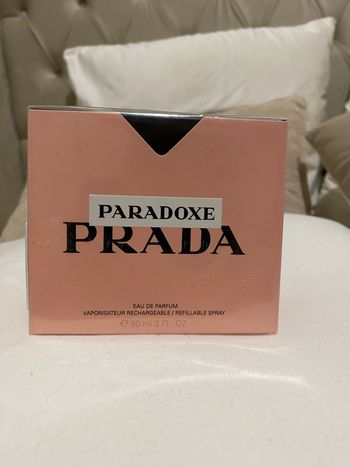 PARADOXE
PRADA
EAU DE PARFUM
VAPORISATEUR RECHARGEABLE / REFILLABLE SPRAY
℮ 90 ml 3 FL. OZ.